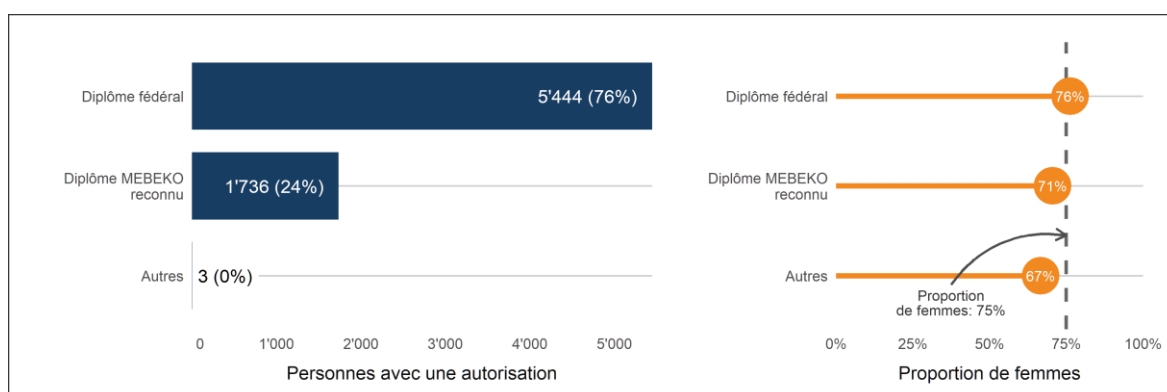 Diplôme fédéral
5'444 (76%)
Diplôme MEBEKO
reconnu
1'736 (24%)
Autres
3 (0%)
0
1'000
2'000
3'000
4'000
5'000
Personnes avec une autorisation
Diplôme fédéral
76%
Diplôme MEBEKO
reconnu
71%
Autres
67%
Proportion
de femmes: 75%
0%
25%
50%
75%
100%
Proportion de femmes